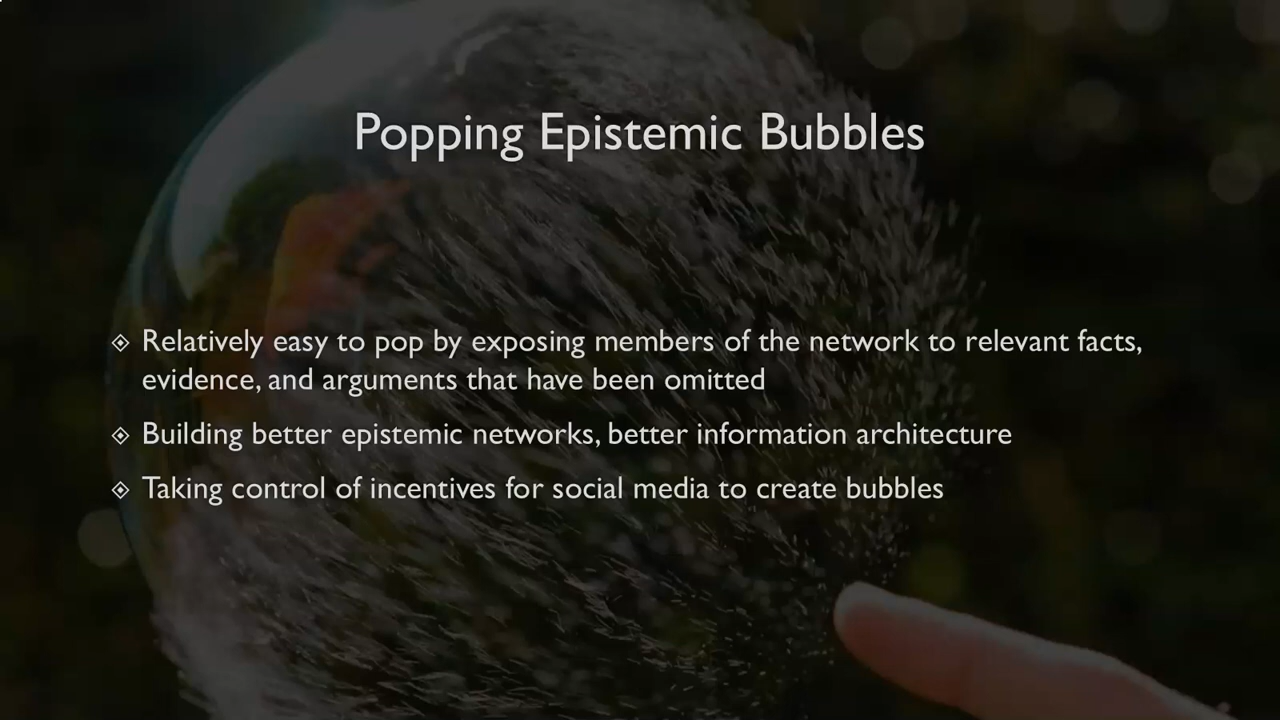 Popping Epistemic Bubbles
Relatively easy to pop by exposing members of the network to relevant facts,
evidence, and arguments that have been omitted
Building better epistemic networks, better information architecture
Taking control of incentives for social media to create bubbles